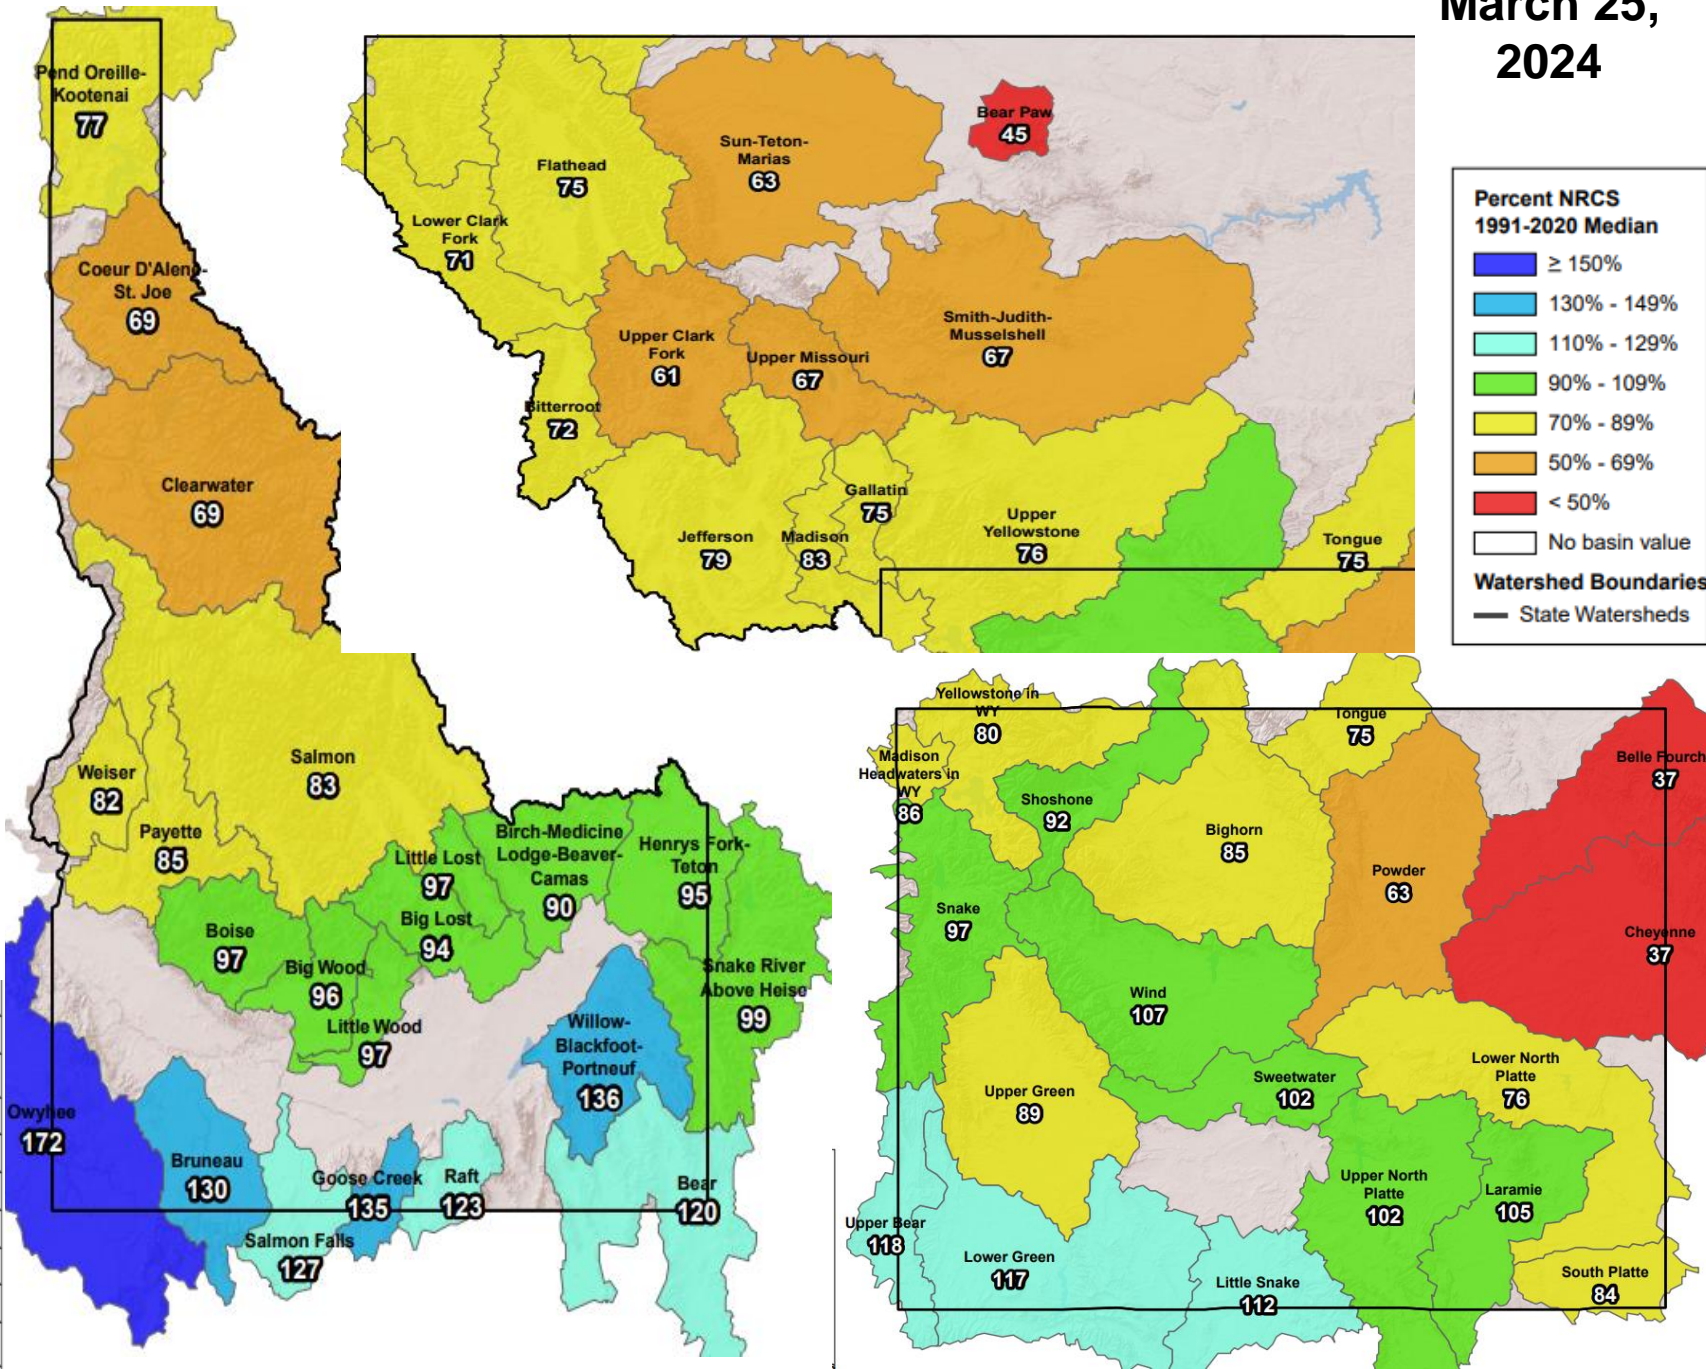 March 25,
2024
Pend Oreille-
Kootenai
77
Coeur D'Alene-
St. Joe
69
Clearwater
69
Salmon
83
Weiser
82
Payette
85
Boise
97
Big Wood
96
Little Wood
97
Little Lost
97
Big Lost
94
Birch-Medicine
Lodge-Beaver-
Camas
90
Henrys Fork-
Teton
95
Snake River
Above Heise
99
Willow-
Blackfoot-
Portneuf
136
Owyhee
172
Bruneau
130
Salmon Falls
127
Goose Creek
135
Raft
123
Bear
120
Flathead
75
Lower Clark
Fork
71
Sun-Teton-
Marias
63
Bear Paw
45
Upper Clark
Fork
61
Upper Missouri
67
Smith-Judith-
Musselshell
67
Bitterroot
72
Jefferson
79
Madison
83
Gallatin
75
Upper
Yellowstone
76
Tongue
75
Percent NRCS
1991-2020 Median
≥ 150%
130% - 149%
110% - 129%
90% - 109%
70% - 89%
50% - 69%
< 50%
No basin value
Watershed Boundaries
State Watersheds
Yellowstone in
WY
80
Madison
Headwaters in
WY
86
Shoshone
92
Bighorn
85
Tongue
75
Powder
63
Belle Fourch
37
Cheyenne
37
Snake
97
Wind
107
Upper Green
89
Sweetwater
102
Lower North
Platte
76
Upper North
Platte
102
Laramie
105
Upper Bear
118
Lower Green
117
Little Snake
112
South Platte
84